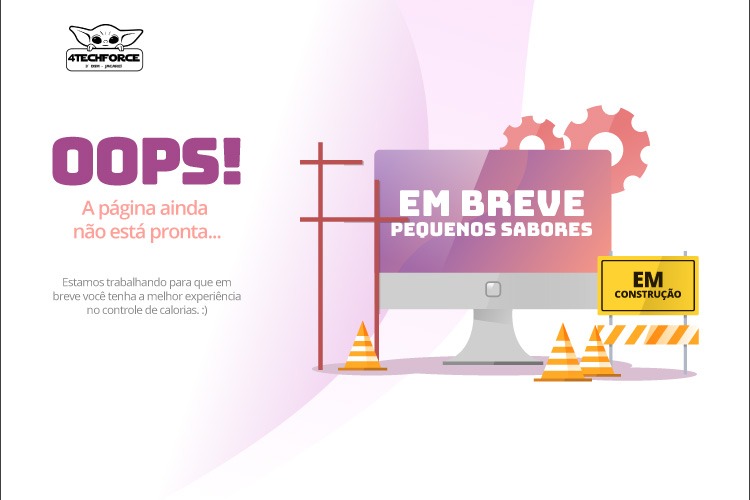 4TECHFORCE
OOPS!
A página ainda
não está pronta...
Estamos trabalhando para que em
breve você tenha a melhor experiência
no controle de calorias. :)
EM BREVE
PEQUENOS SABORES
EM
CONSTRUÇÃO